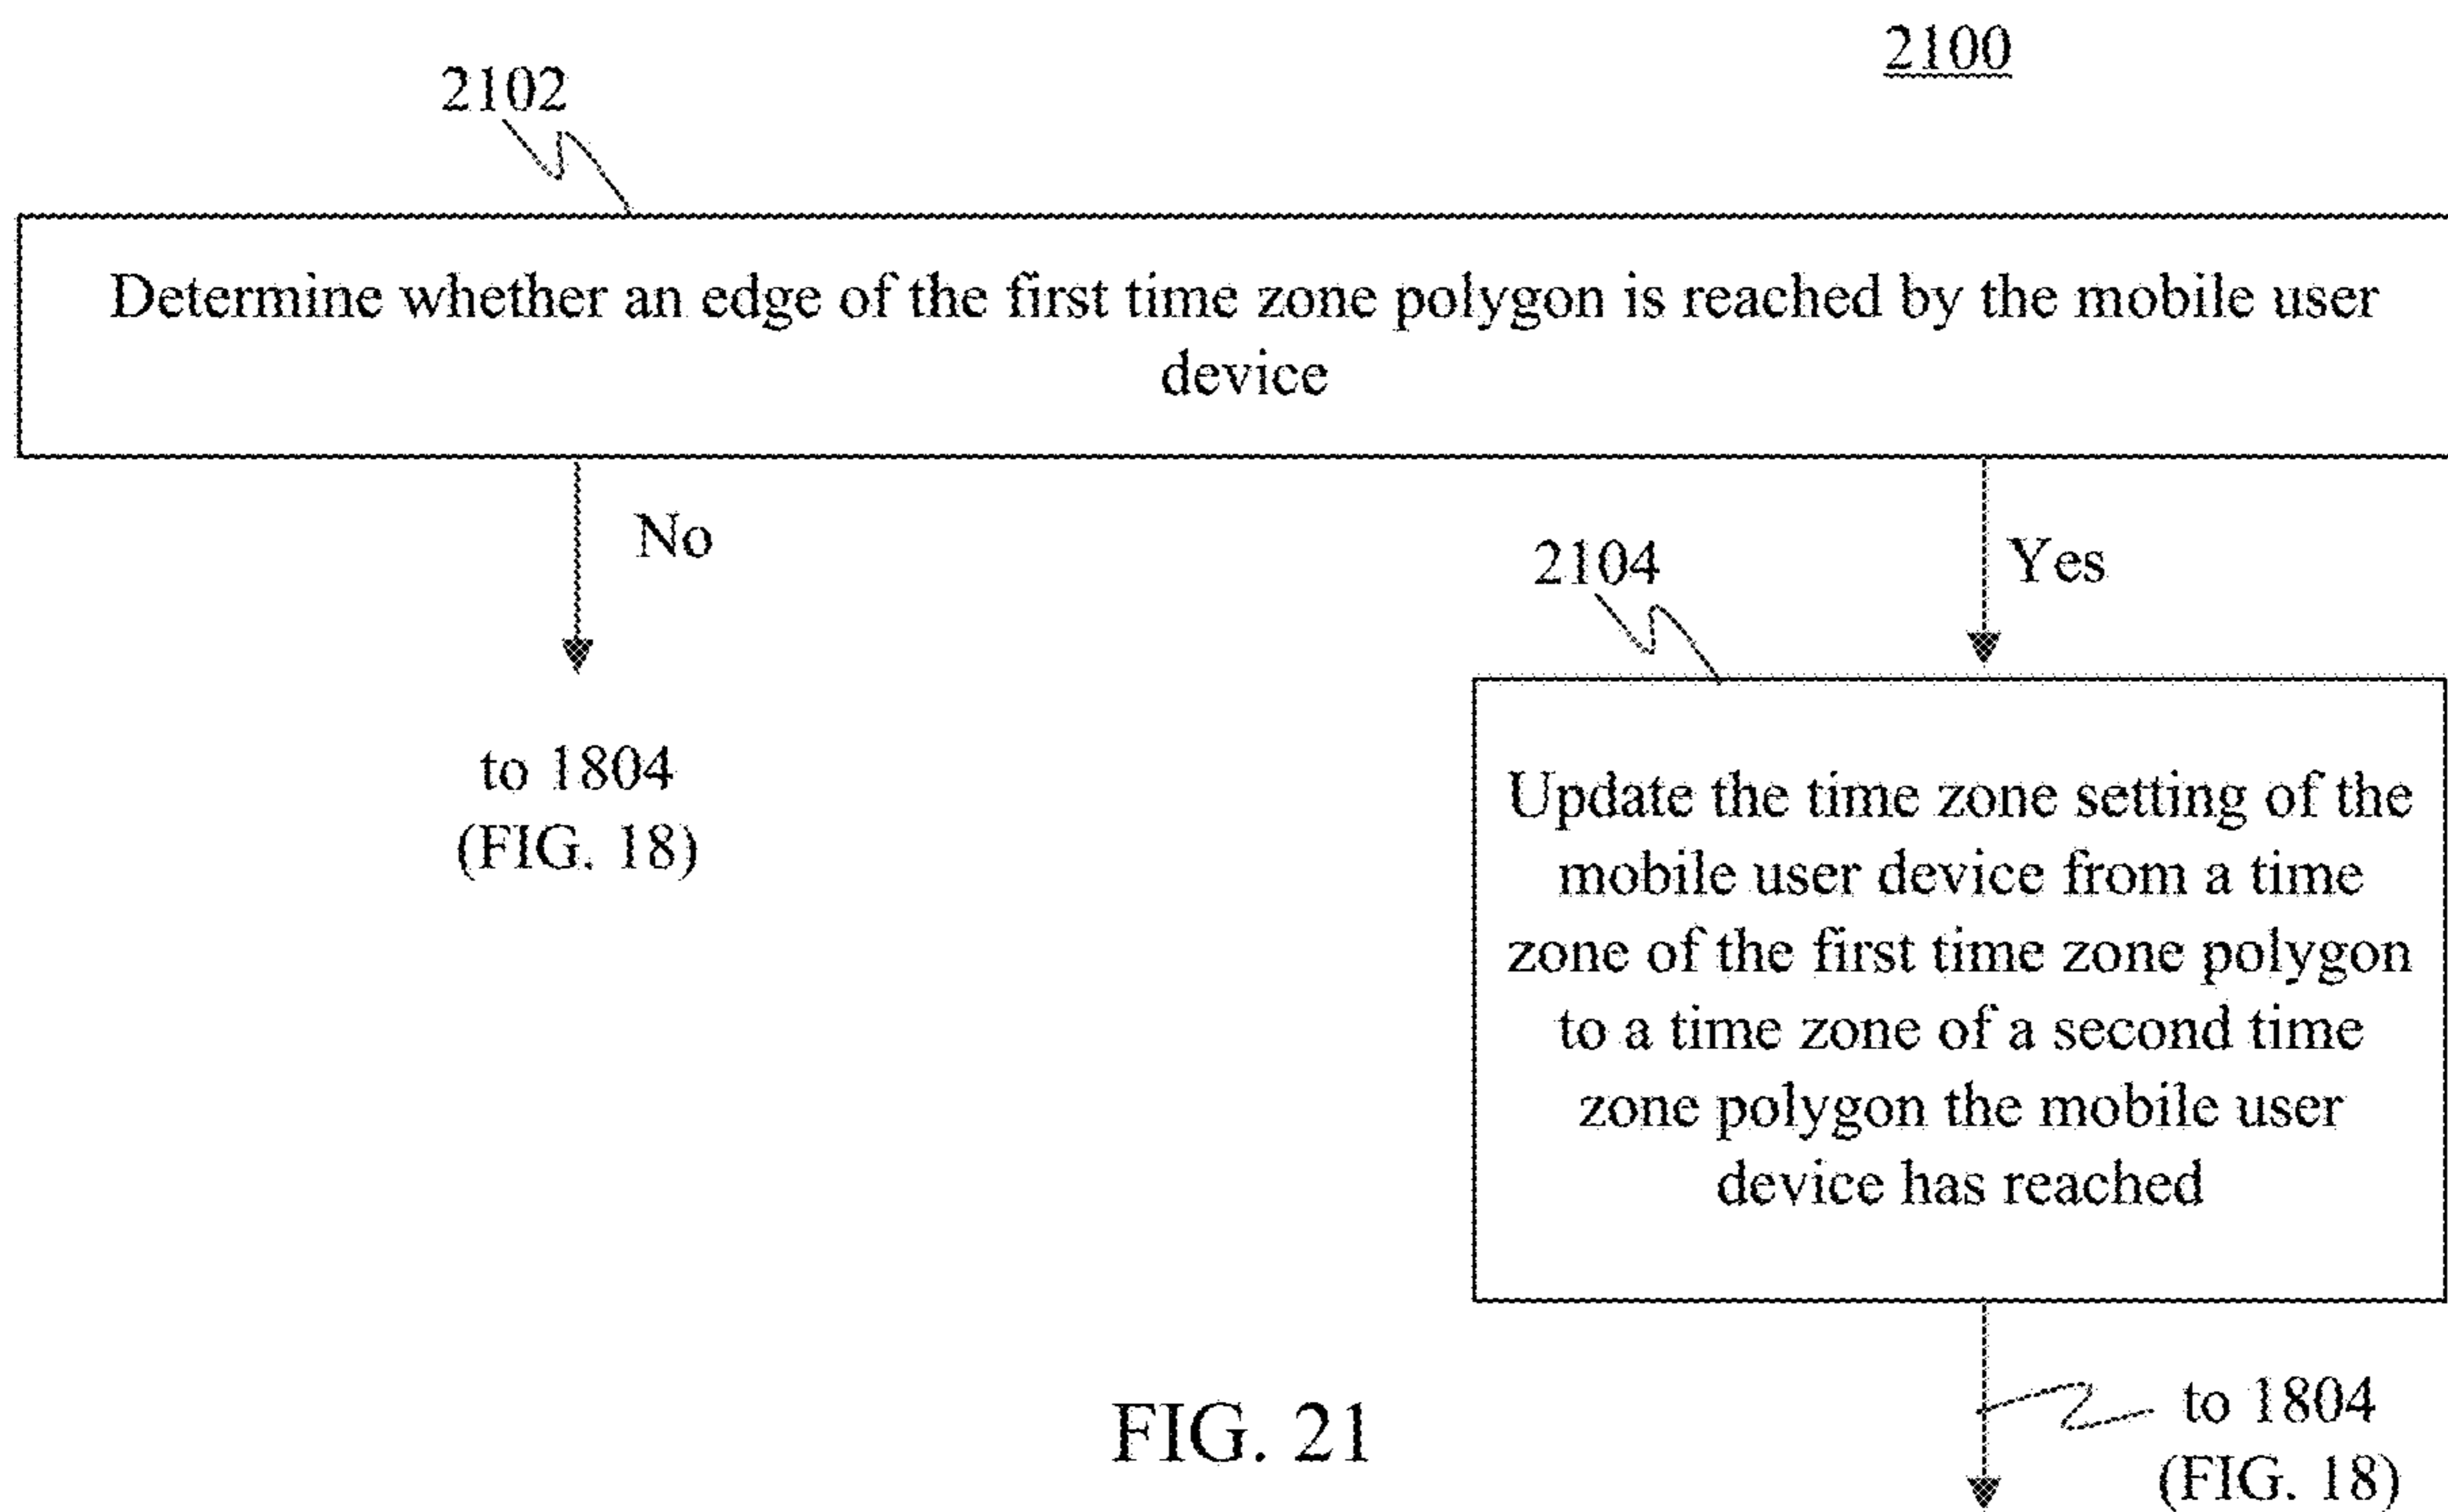 2100
2102
Determine whether an edge of the first time zone polygon is reached by the mobile user
device
No
Yes
2104
to 1804
(FIG. 18)
Update the time zone setting of the
mobile user device from a time
zone of the first time zone polygon
to a time zone of a second time
zone polygon the mobile user
device has reached
to 1804
(FIG. 18)
FIG. 21